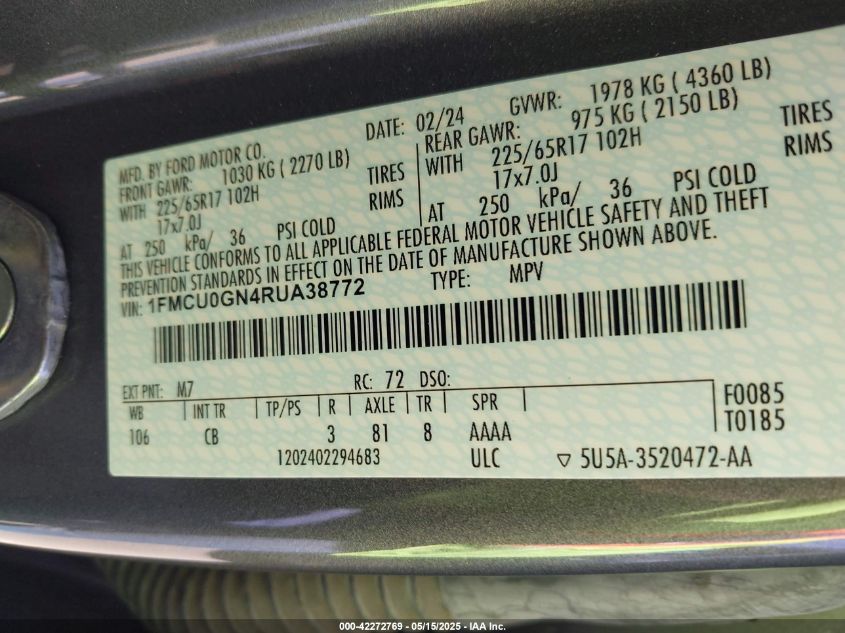 MFD. BY FORD MOTOR CO.
DATE: 02/24 GVWR: 1978 KG ( 4360 LB)
FRONT GAWR: 1030 KG ( 2270 LB)
WITH 225/65R17 102H TIRES
17x7.0J RIMS
AT 250 kPa/ 36 PSI COLD
REAR GAWR: 975 KG ( 2150 LB)
WITH 225/65R17 102H TIRES
17x7.0J RIMS
AT 250 kPa/ 36 PSI COLD
THIS VEHICLE CONFORMS TO ALL APPLICABLE FEDERAL MOTOR VEHICLE SAFETY AND THEFT
PREVENTION STANDARDS IN EFFECT ON THE DATE OF MANUFACTURE SHOWN ABOVE.
VIN: 1FMCU0GN4RUA38772 TYPE: MPV
EXT PNT: M7 RC: 72 DSO:
WB INT TR TP/PS R AXLE TR SPR
106 CB 3 81 8 AAAA
F0085
T0185
1202402294683 ULC ▽ 5U5A-3520472-AA
000-42272769 - 05/15/2025 - IAA Inc.